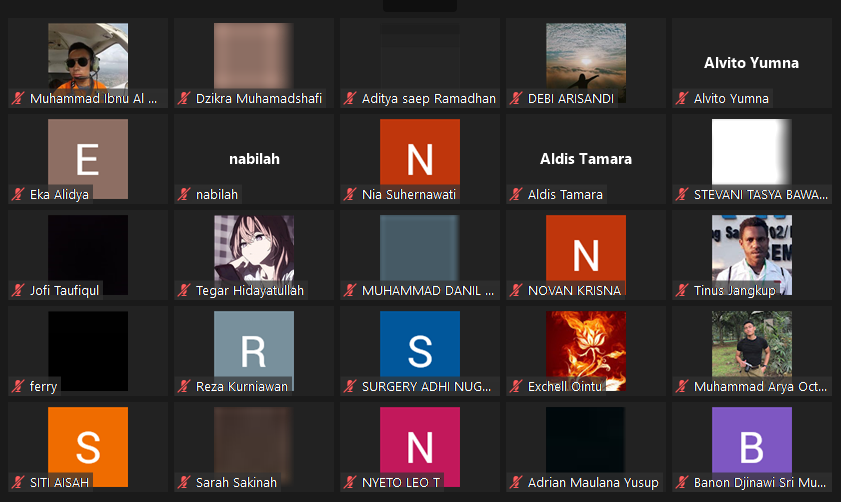 Muhammad Ibnu Al ...
Dzikra Muhamadshafi
Aditya saep Ramadhan
DEBI ARISANDI
Alvito Yumna
Alvito Yumna
E
Eka Alidya
nabilah
nabilah
N
Nia Suhernawati
Aldis Tamara
Aldis Tamara
STEVANI TASYA BAWA...
Jofi Taufiqul
Tegar Hidayatullah
MUHAMMAD DANIL ...
N
NOVAN KRISNA
Tinus Jangkup
ferry
R
Reza Kurniawan
S
SURGERY ADHI NUG...
Exchell Ointu
Muhammad Arya Oct...
S
SITI AISAH
Sarah Sakinah
N
NYETO LEO T
Adrian Maulana Yusup
B
Banon Djinawi Sri Mu...